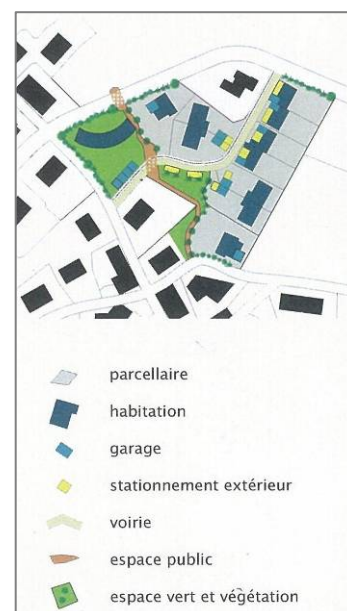 parcellaire
habitation
garage
stationnement extérieur
voirie
espace public
espace vert et végétation